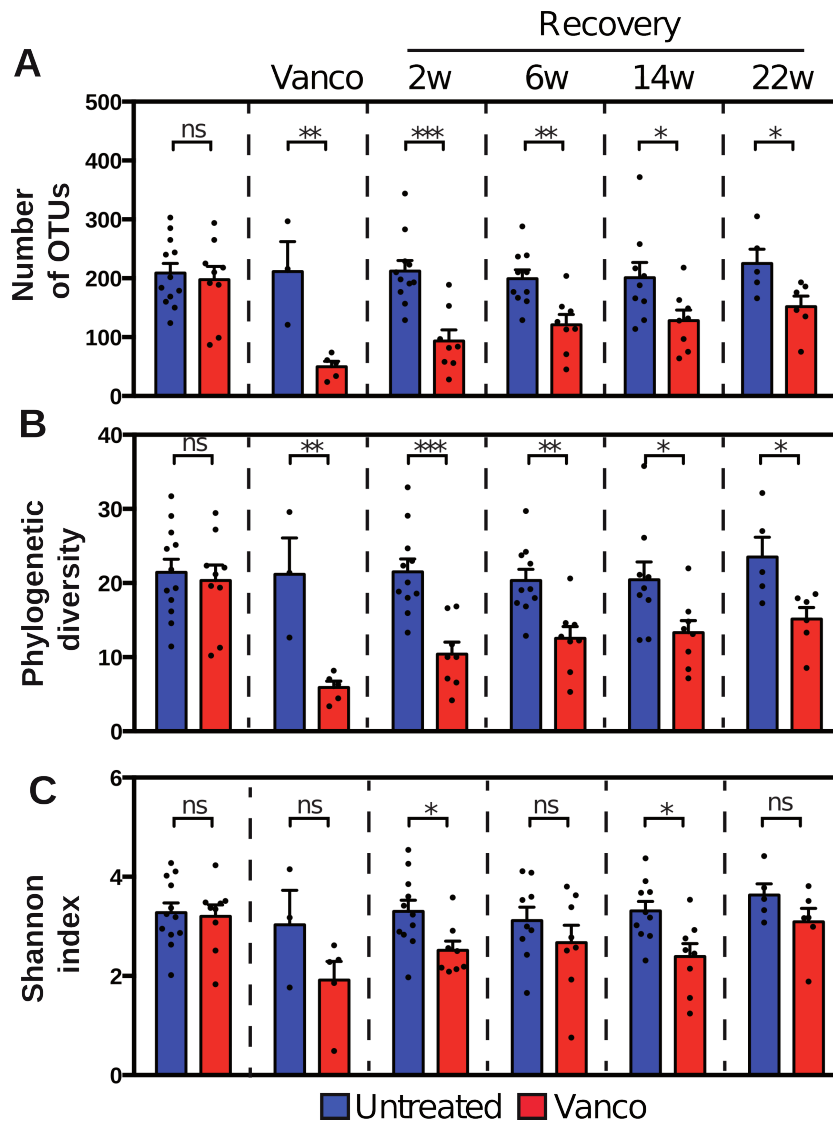 Recovery
A
Vanco 2w 6w 14w 22w
500
400
300
200
100
0
Number
of OTUs
ns ** *** ** * *
B
40
30
20
10
0
Phylogenetic
diversity
ns ** *** ** * *
C
6
4
2
0
Shannon
index
ns ns * ns * ns
Untreated Vanco